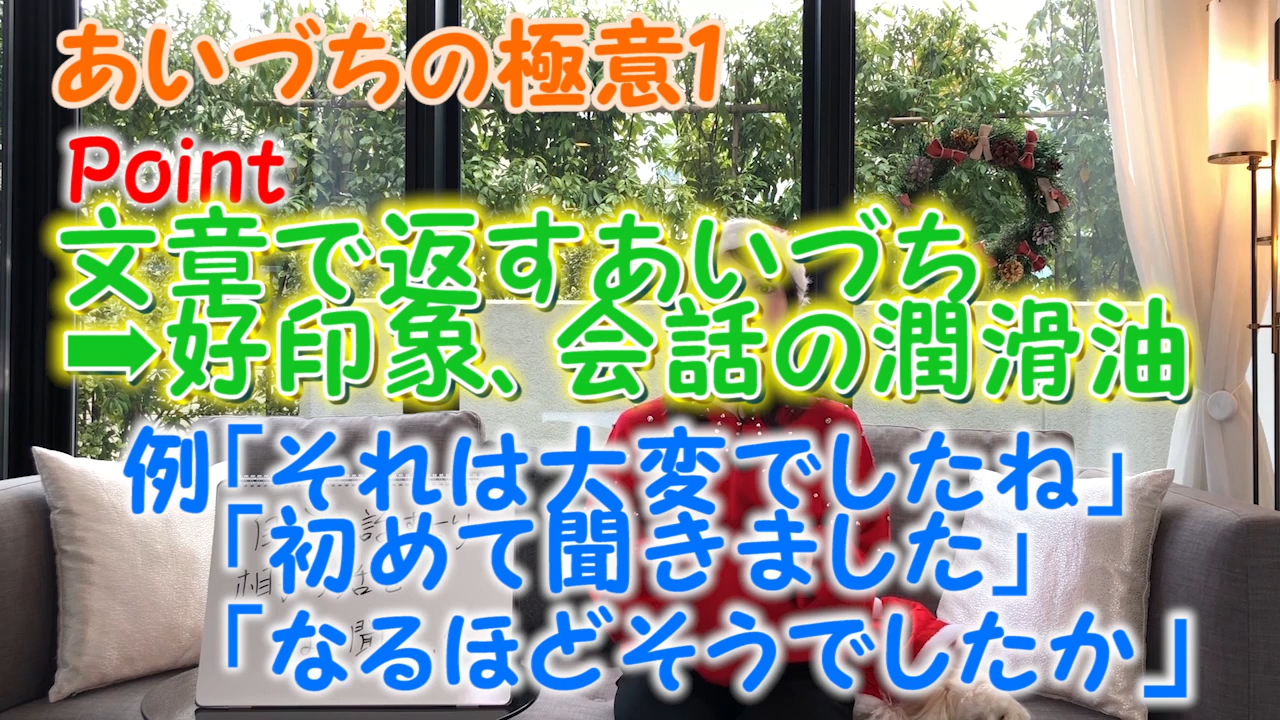 あいづちの極意1
Point
文章で返すあいづち
➡好印象、会話の潤滑油
例「それは大変でしたね」
「初めて聞きました」
「なるほどそうでしたか」